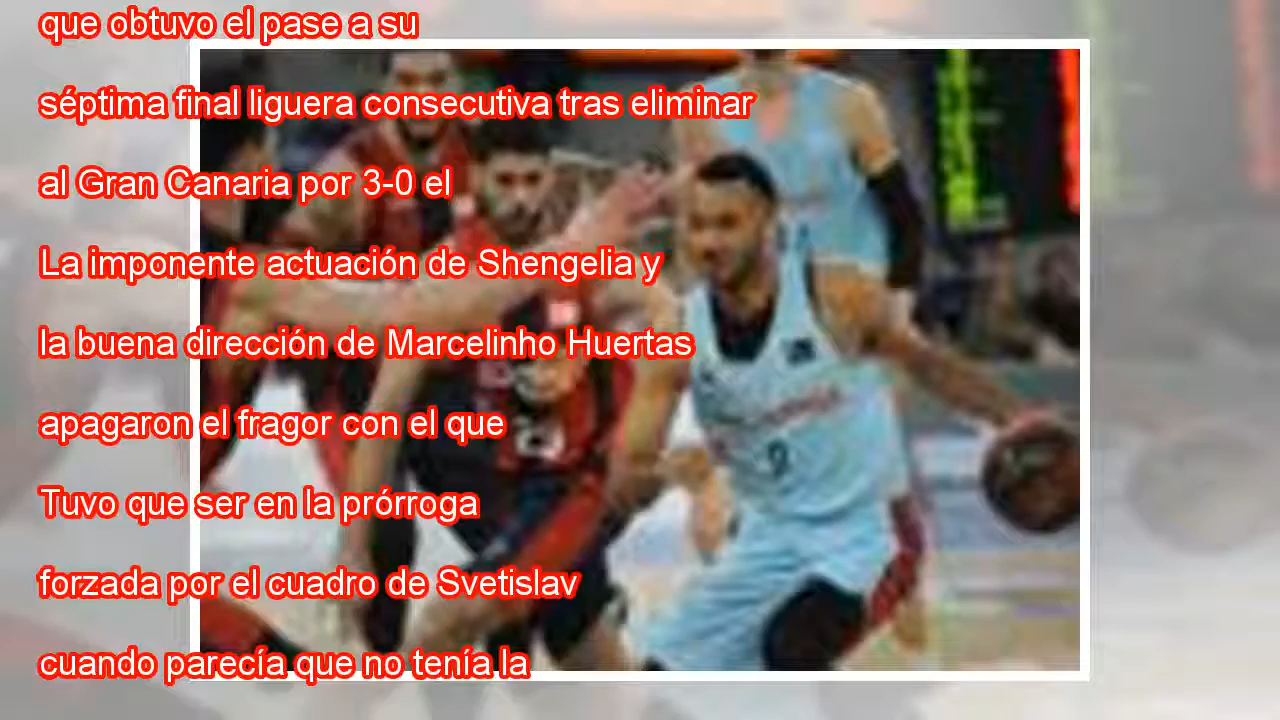 que obtuvo el pase a su
séptima final liguera consecutiva tras eliminar
al Gran Canaria por 3-0 el
La imponente actuación de Shengelia y
la buena dirección de Marcelinho Huertas
apagaron el fragor con el que
Tuvo que ser en la prórroga
forzada por el cuadro de Svetislav
cuando parecía que no tenía la